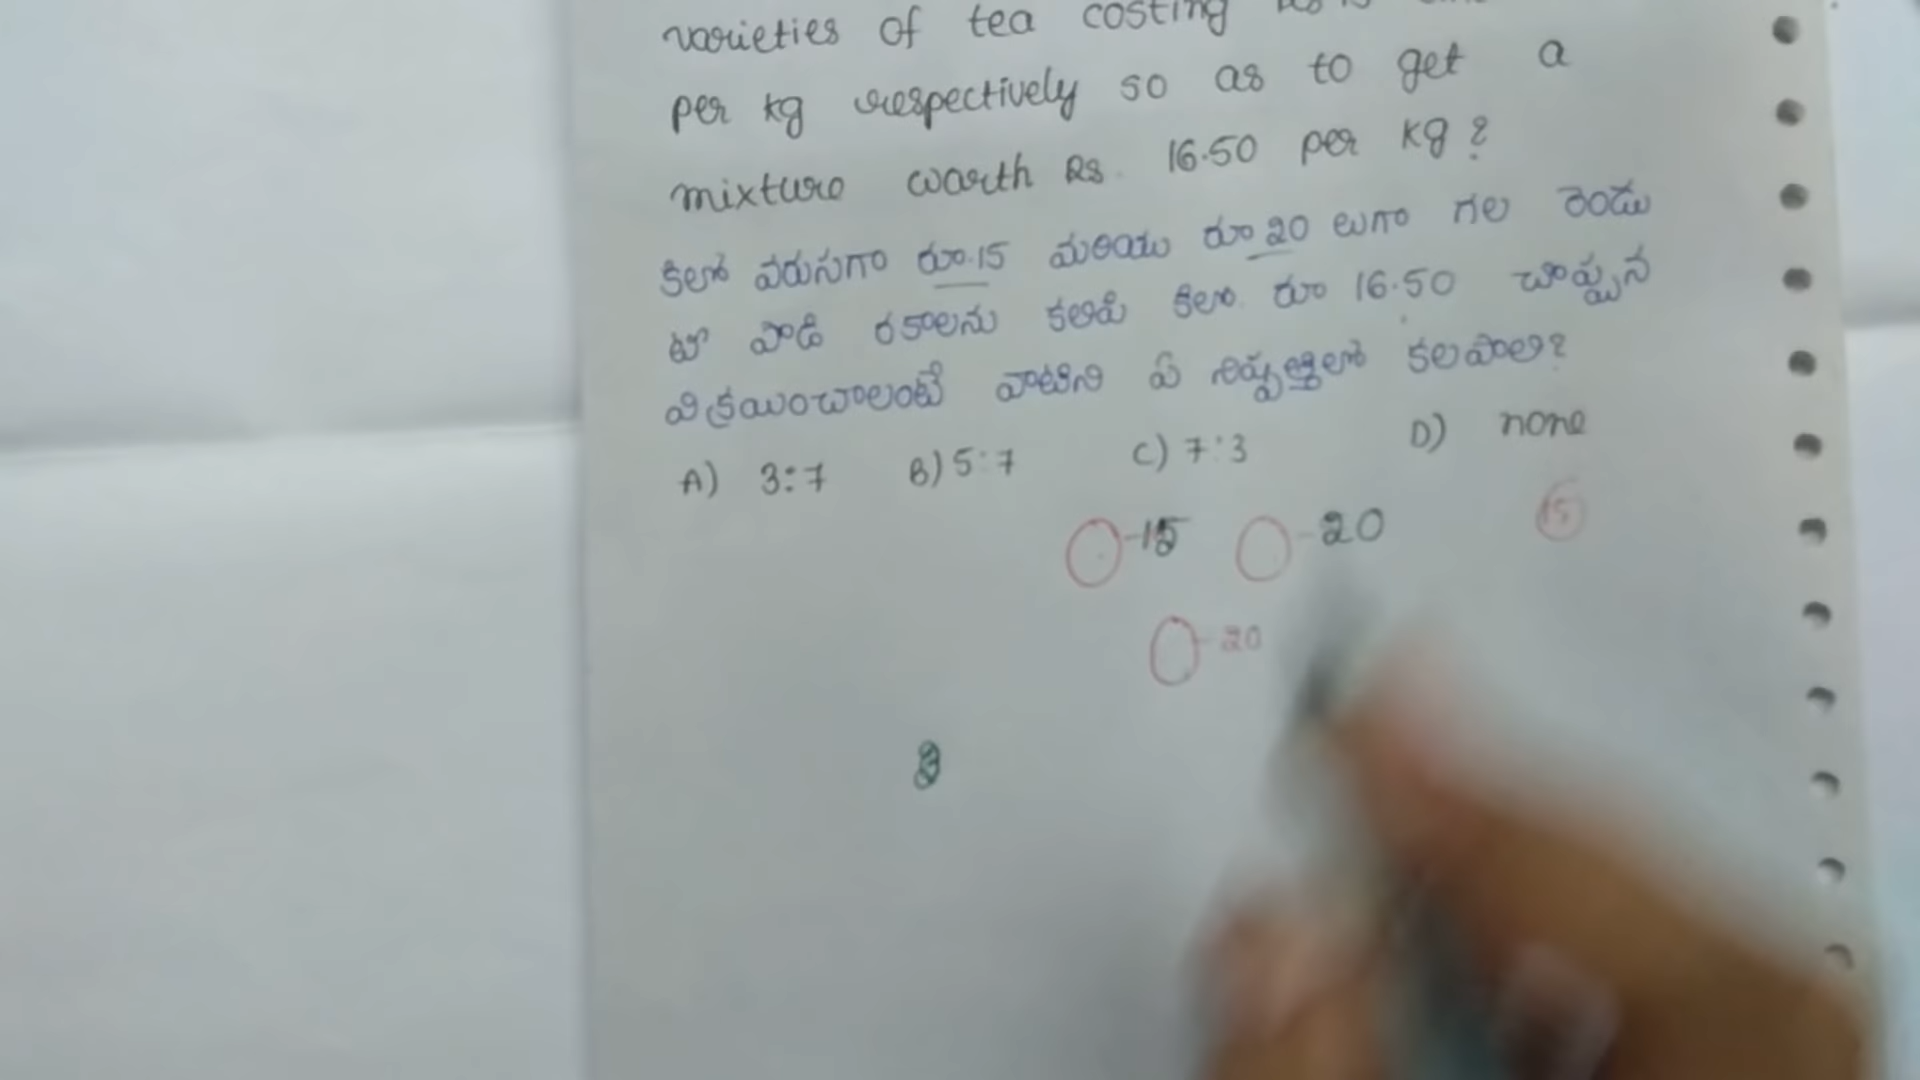 varieties of tea costing
per kg respectively so as to get a
mixture warth Rs. 16.50 per kg?
కిలో వరుసగా రూ.15 మరియు రూ 20 లుగా గల రెండు
టీ పొడి రకాలను కలిపి కిలో రూ 16.50 చొప్పున
విక్రయించాలంటే వాటిని ఏ నిష్పత్తిలో కలపాలి?
A) 3:7 B) 5:7 C) 7:3 D) none
15 20 15
20